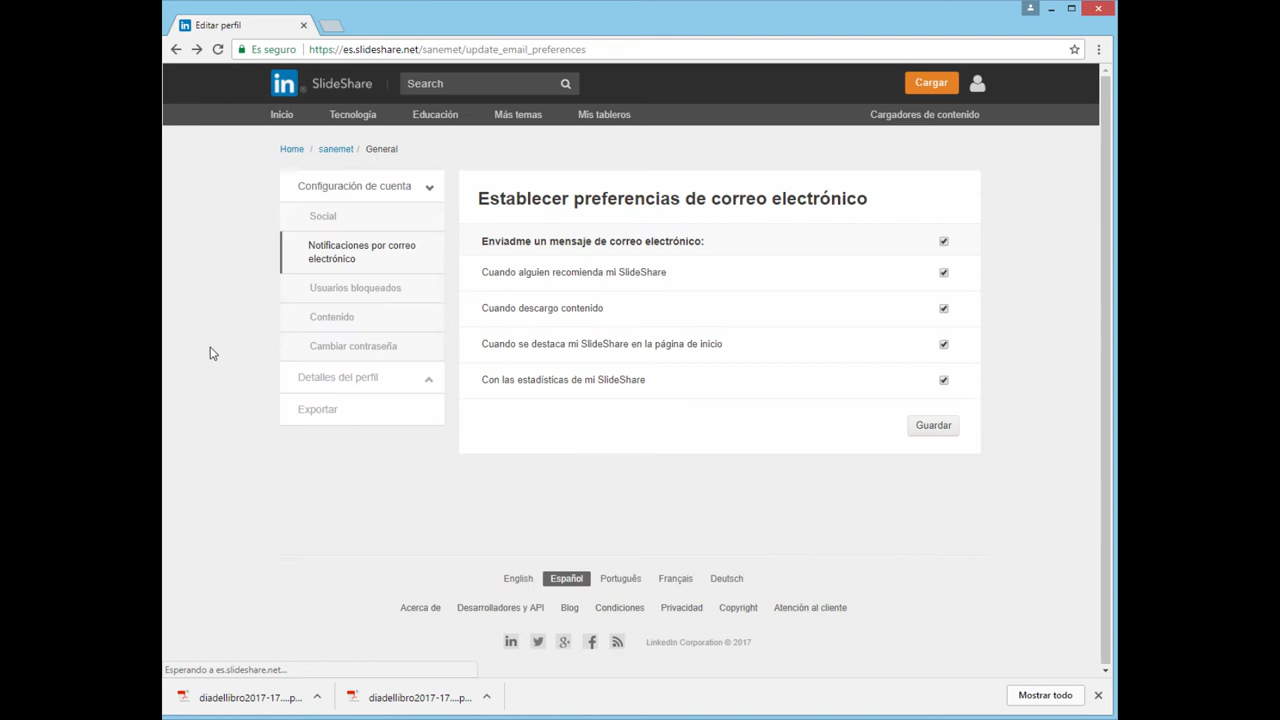 Editar perfil
Es seguro https://es.slideshare.net/sanemet/update_email_preferences
in SlideShare Search Cargar
Inicio Tecnología Educación Más temas Mis tableros Cargadores de contenido
Home / sanemet / General
Configuración de cuenta
Social
Notificaciones por correo
electrónico
Usuarios bloqueados
Contenido
Cambiar contraseña
Detalles del perfil
Exportar
Establecer preferencias de correo electrónico
Enviadme un mensaje de correo electrónico:
Cuando alguien recomienda mi SlideShare
Cuando descargo contenido
Cuando se destaca mi SlideShare en la página de inicio
Con las estadísticas de mi SlideShare
Guardar
English Español Português Français Deutsch
Acerca de Desarrolladores y API Blog Condiciones Privacidad Copyright Atención al cliente
LinkedIn Corporation © 2017
Esperando a es.slideshare.net...
diadellibro2017-17....p... diadellibro2017-17....p... Mostrar todo